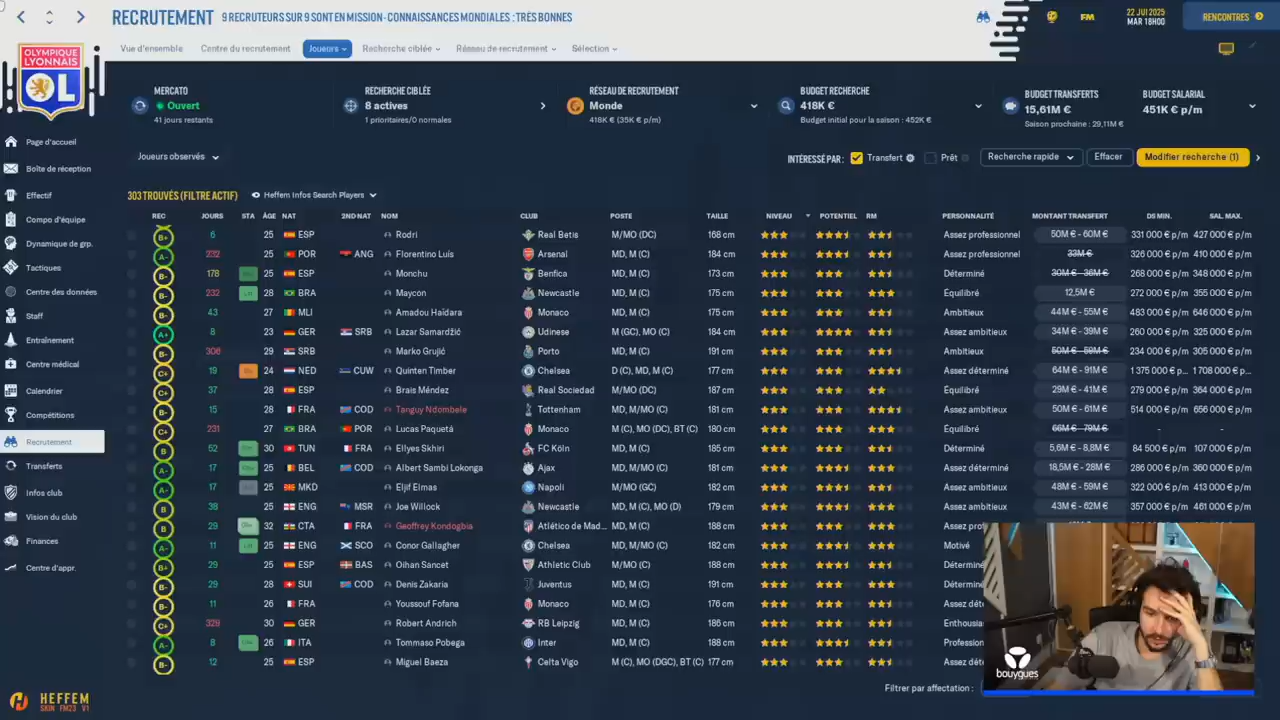 RECRUTEMENT 9 RECRUTEURS SUR 9 SONT EN MISSION - CONNAISSANCES MONDIALES : TRÈS BONNES
FM 22 JUI 2025 MAR 18H00 RENCONTRES
Vue d'ensemble Centre du recrutement Joueurs Recherche ciblée Réseau de recrutement Sélection
OLYMPIQUE LYONNAIS
OL
MERCATO
Ouvert
41 jours restants
RECHERCHE CIBLÉE
8 actives
1 prioritaires/0 normales
RÉSEAU DE RECRUTEMENT
Monde
418K € (35K € p/m)
BUDGET RECHERCHE
418K €
Budget initial pour la saison : 452K €
BUDGET TRANSFERTS
15,61M €
Saison prochaine : 29,11M €
BUDGET SALARIAL
451K € p/m
Page d'accueil
Boîte de réception
Effectif
Compo d'équipe
Dynamique de grp.
Tactiques
Centre des données
Staff
Entraînement
Centre médical
Calendrier
Compétitions
Recrutement
Transferts
Infos club
Vision du club
Finances
Centre d'appr.
HEFFEM
SKIN FM23 V1
Joueurs observés INTÉRESSÉ PAR : Transfert Prêt Recherche rapide Effacer Modifier recherche (1)
303 TROUVÉS (FILTRE ACTIF) Heffem Infos Search Players
REC JOURS STA ÂGE NAT 2ND NAT NOM CLUB POSTE TAILLE NIVEAU POTENTIEL RM PERSONNALITÉ MONTANT TRANSFERT DS MIN. SAL. MAX.
B+ 6 25 ESP Rodri Real Betis M/MO (DC) 168 cm Assez professionnel 50M € - 60M € 331 000 € p/m 427 000 € p/m
A- 232 25 POR ANG Florentino Luís Arsenal MD, M (C) 184 cm Assez professionnel 33M € 326 000 € p/m 410 000 € p/m
B- 178 25 ESP Monchu Benfica MD, M (C) 173 cm Déterminé 30M € - 36M € 268 000 € p/m 348 000 € p/m
B- 232 28 BRA Maycon Newcastle MD, M (C) 175 cm Équilibré 12,5M € 272 000 € p/m 355 000 € p/m
B- 43 27 MLI Amadou Haidara Monaco MD, M (C) 175 cm Ambitieux 44M € - 55M € 483 000 € p/m 646 000 € p/m
A+ 8 23 GER SRB Lazar Samardžić Udinese M (GC), MO (C) 184 cm Assez ambitieux 34M € - 39M € 260 000 € p/m 325 000 € p/m
B- 306 29 SRB Marko Grujić Porto MD, M (C) 191 cm Ambitieux 50M € - 59M € 234 000 € p/m 305 000 € p/m
C+ 19 24 NED CUW Quinten Timber Chelsea D (C), MD, M (C) 177 cm Assez déterminé 64M € - 91M € 1 375 000 € p/m 1 708 000 € p...
C+ 37 28 ESP Brais Méndez Real Sociedad M/MO (DC) 187 cm Équilibré 29M € - 41M € 279 000 € p/m 364 000 € p/m
B- 15 28 FRA COD Tanguy Ndombele Tottenham MD, M/MO (C) 181 cm Assez ambitieux 50M € - 61M € 514 000 € p/m 656 000 € p/m
C+ 231 27 BRA POR Lucas Paquetá Monaco M (C), MO (DC), BT (C) 180 cm Équilibré 66M € - 79M € - -
B 52 30 TUN FRA Ellyes Skhiri FC Köln MD, M (C) 185 cm Déterminé 5,6M € - 8,8M € 84 500 € p/m 107 000 € p/m
A- 17 25 BEL COD Albert Sambi Lokonga Ajax MD, M/MO (C) 181 cm Assez déterminé 18,5M € - 28M € 286 000 € p/m 360 000 € p/m
A- 17 25 MKD Eljif Elmas Napoli M/MO (GC) 182 cm Assez ambitieux 48M € - 59M € 322 000 € p/m 413 000 € p/m
B 38 25 ENG MSR Joe Willock Newcastle MD, M (C), MO (D) 179 cm Assez ambitieux 43M € - 62M € 357 000 € p/m 461 000 € p/m
B 29 32 CTA FRA Geoffrey Kondogbia Atlético de Mad... MD, M (C) 188 cm
A- 11 25 ENG SCO Conor Gallagher Chelsea MD, M/MO (C) 182 cm Motivé
B+ 29 25 ESP BAS Oihan Sancet Athletic Club M/MO (C) 188 cm
B- 29 28 SUI COD Denis Zakaria Juventus MD, M (C) 191 cm
B- 11 26 FRA Youssouf Fofana Monaco MD, M (C) 176 cm
C+ 329 30 GER Robert Andrich RB Leipzig MD, M (C) 186 cm
A- 8 26 ITA Tommaso Pobega Inter MD, M (C) 188 cm
B- 12 25 ESP Miguel Baeza Celta Vigo M (C), MO (DGC), BT (C) 177 cm
Filtrer par affectation :
bouygues